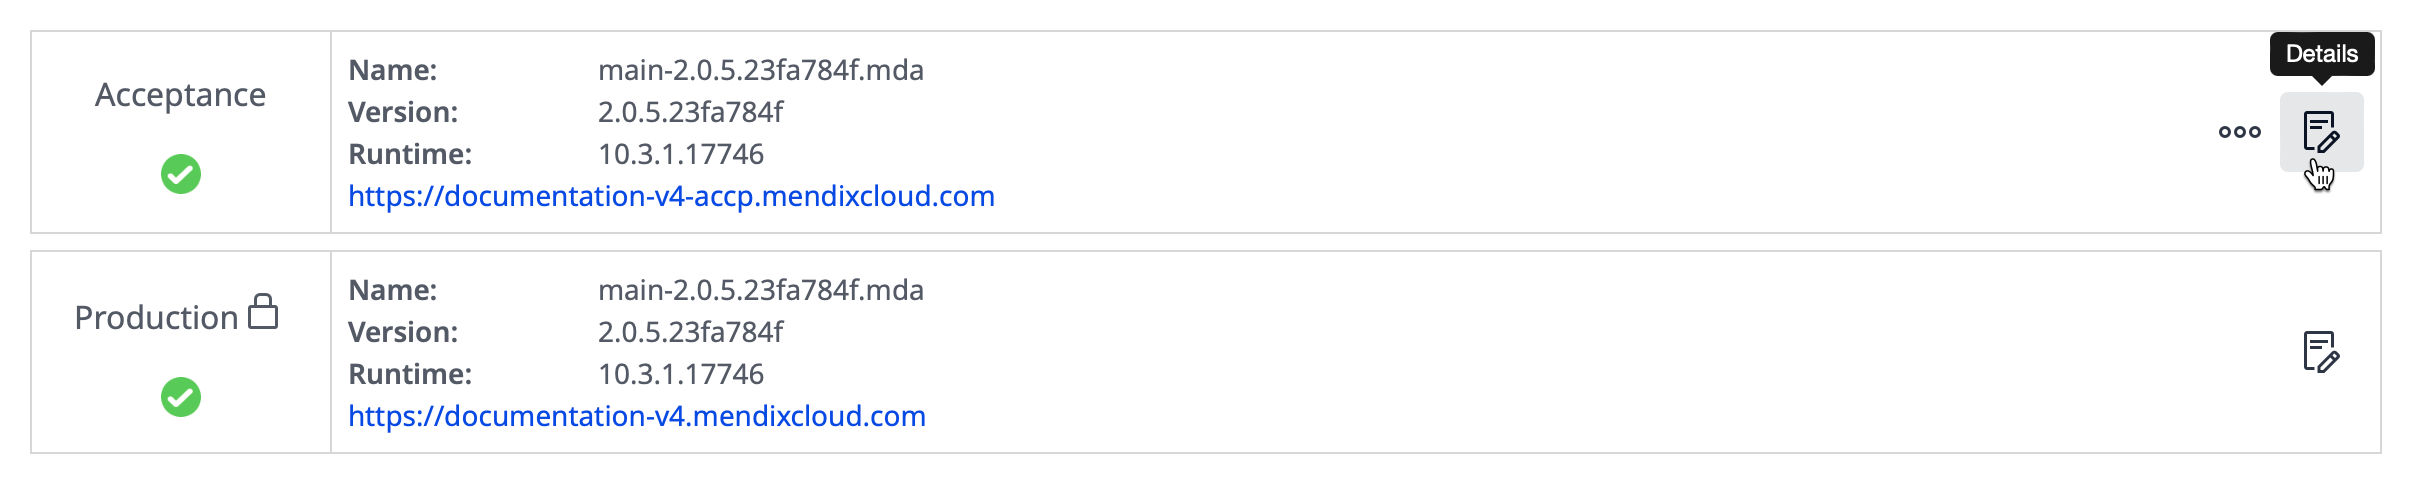 Details
Acceptance
Name: main-2.0.5.23fa784f.mda
Version: 2.0.5.23fa784f
Runtime: 10.3.1.17746
https://documentation-v4-accp.mendixcloud.com
Production
Name: main-2.0.5.23fa784f.mda
Version: 2.0.5.23fa784f
Runtime: 10.3.1.17746
https://documentation-v4.mendixcloud.com